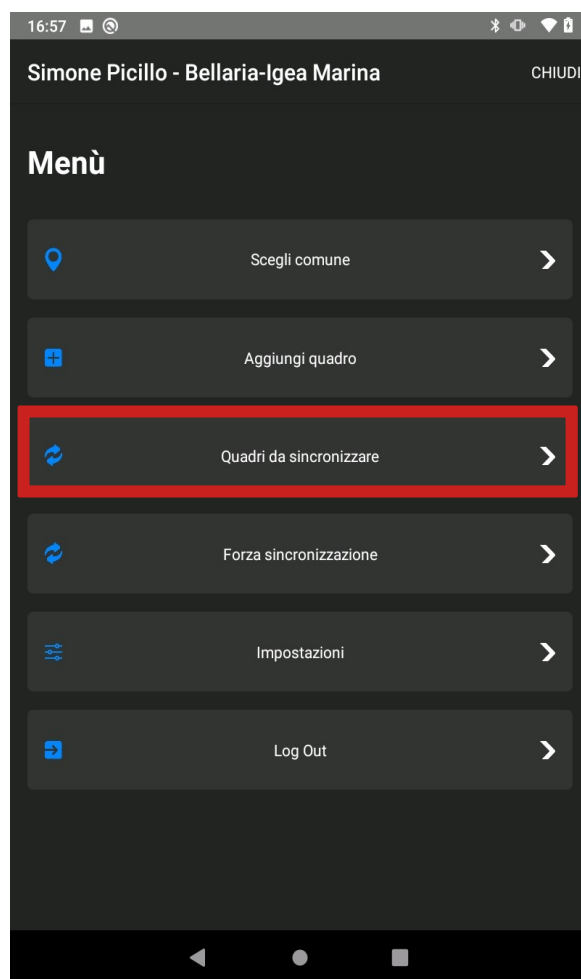 16:57
Simone Picillo - Bellaria-Igea Marina CHIUDI
Menù
Scegli comune
Aggiungi quadro
Quadri da sincronizzare
Forza sincronizzazione
Impostazioni
Log Out